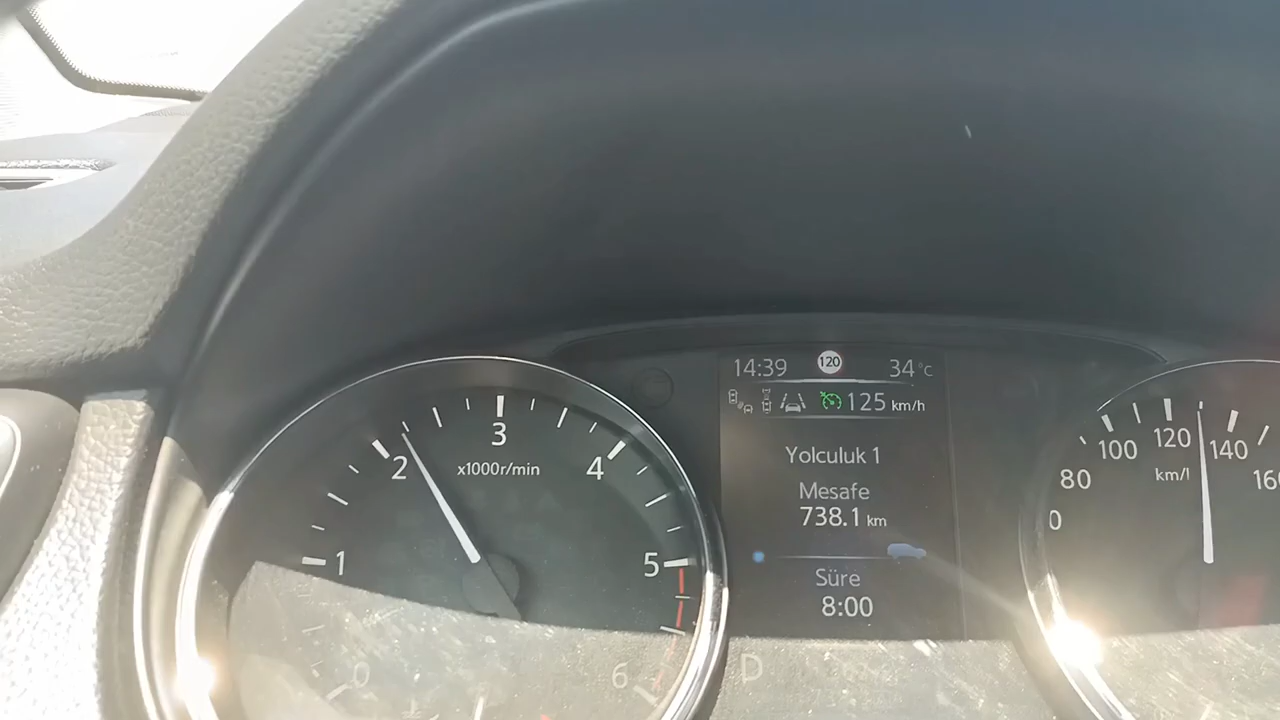 14:39 120 34°C
125 km/h
Yolculuk 1
Mesafe
738.1 km
Süre
8:00
D
0
1
2
3
4
5
6
x1000r/min
80
100
120
140
km/